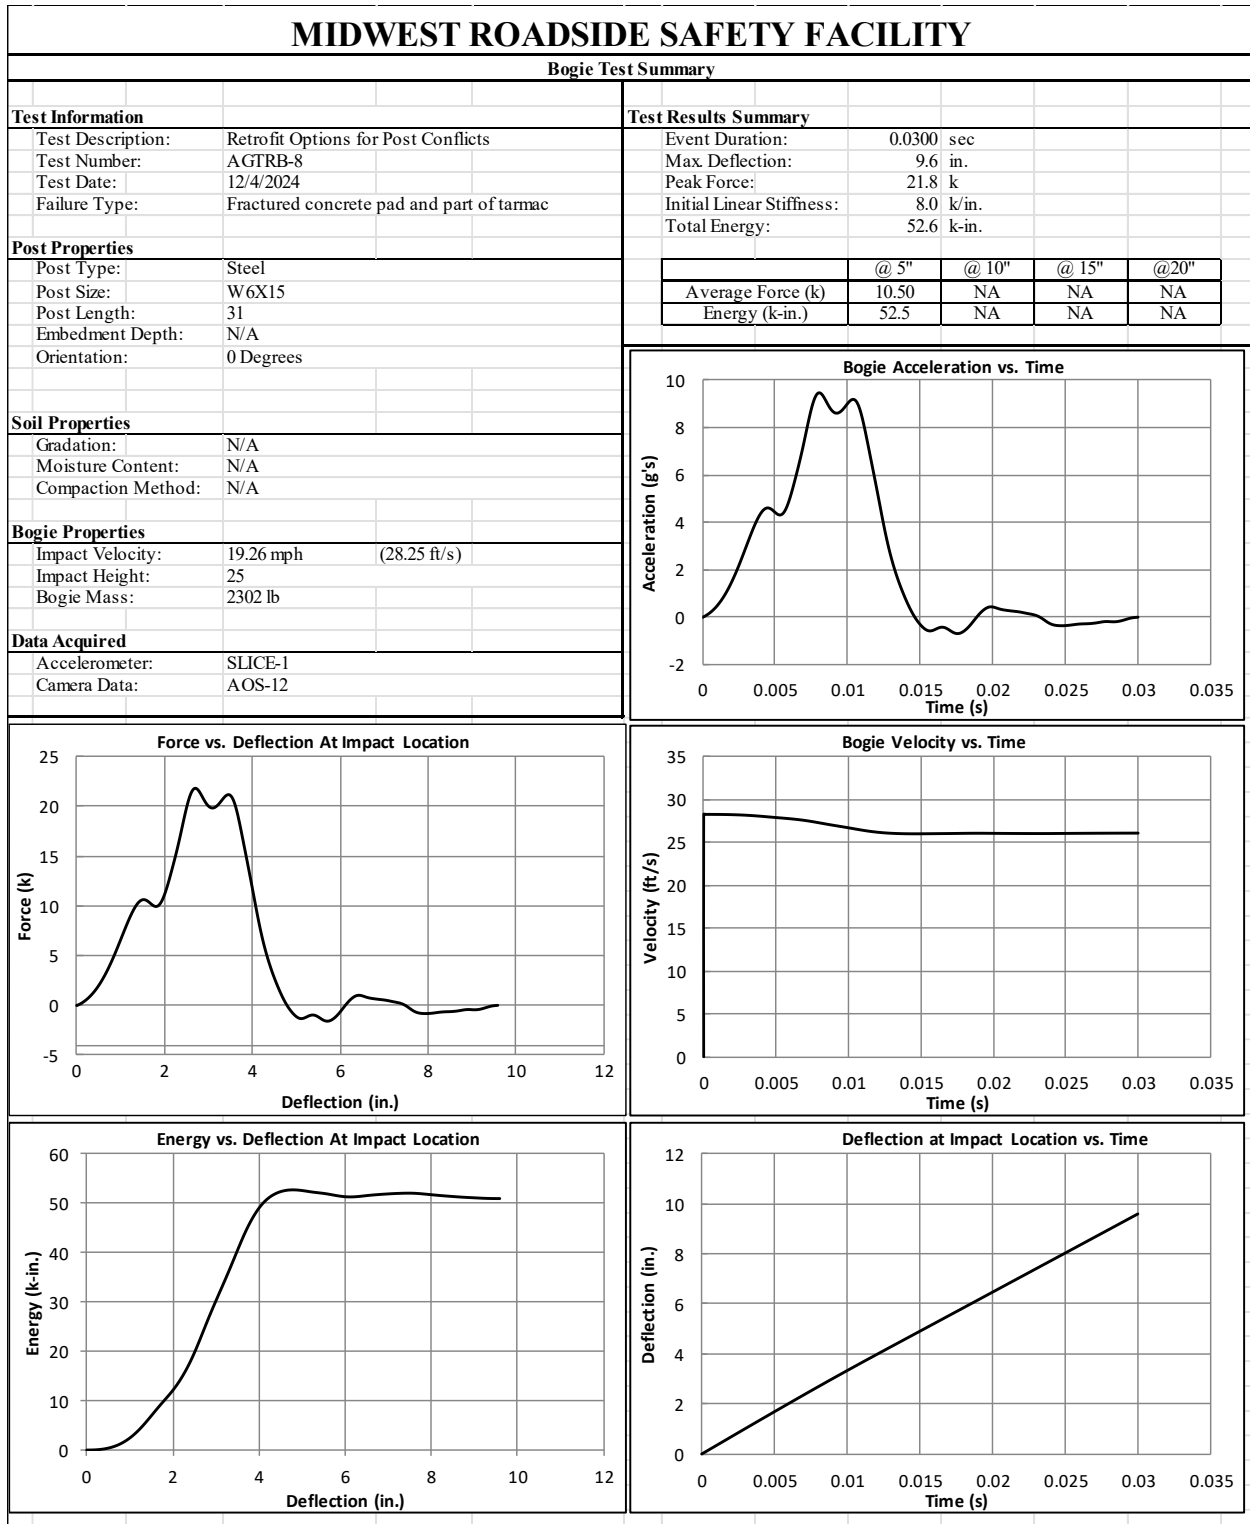 MIDWEST ROADSIDE SAFETY FACILITY
Bogie Test Summary
Test Information
Test Description: Retrofit Options for Post Conflicts
Test Number: AGTRB-8
Test Date: 12/4/2024
Failure Type: Fractured concrete pad and part of tarmac
Post Properties
Post Type: Steel
Post Size: W6X15
Post Length: 31
Embedment Depth: N/A
Orientation: 0 Degrees
Soil Properties
Gradation: N/A
Moisture Content: N/A
Compaction Method: N/A
Bogie Properties
Impact Velocity: 19.26 mph (28.25 ft/s)
Impact Height: 25
Bogie Mass: 2302 lb
Data Acquired
Accelerometer: SLICE-1
Camera Data: AOS-12
Test Results Summary
Event Duration: 0.0300 sec
Max. Deflection: 9.6 in.
Peak Force: 21.8 k
Initial Linear Stiffness: 8.0 k/in.
Total Energy: 52.6 k-in.
@ 5" @ 10" @ 15" @20"
Average Force (k) 10.50 NA NA NA
Energy (k-in.) 52.5 NA NA NA
Bogie Acceleration vs. Time
Acceleration (g's)
10
8
6
4
2
0
-2
0 0.005 0.01 0.015 0.02 0.025 0.03 0.035
Time (s)
Force vs. Deflection At Impact Location
Force (k)
25
20
15
10
5
0
-5
0 2 4 6 8 10 12
Deflection (in.)
Bogie Velocity vs. Time
Velocity (ft/s)
35
30
25
20
15
10
5
0
0 0.005 0.01 0.015 0.02 0.025 0.03 0.035
Time (s)
Energy vs. Deflection At Impact Location
Energy (k-in.)
60
50
40
30
20
10
0
0 2 4 6 8 10 12
Deflection (in.)
Deflection at Impact Location vs. Time
Deflection (in.)
12
10
8
6
4
2
0
0 0.005 0.01 0.015 0.02 0.025 0.03 0.035
Time (s)